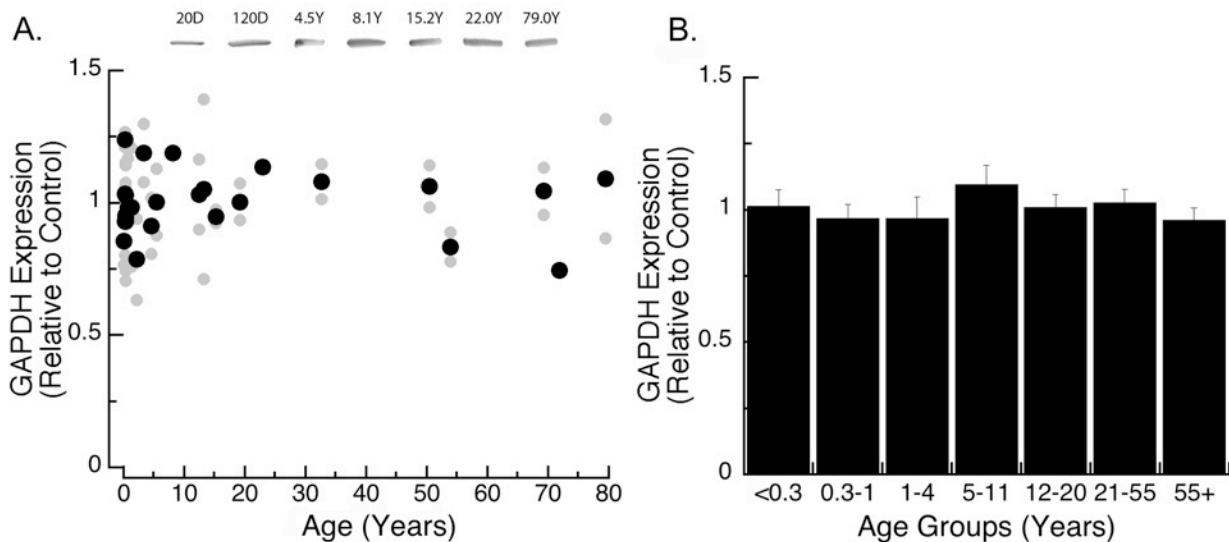 A.
20D 120D 4.5Y 8.1Y 15.2Y 22.0Y 79.0Y
1.5
1
0.5
0
GAPDH Expression
(Relative to Control)
0 10 20 30 40 50 60 70 80
Age (Years)
B.
1.5
1
0.5
0
GAPDH Expression
(Relative to Control)
<0.3 0.3-1 1-4 5-11 12-20 21-55 55+
Age Groups (Years)